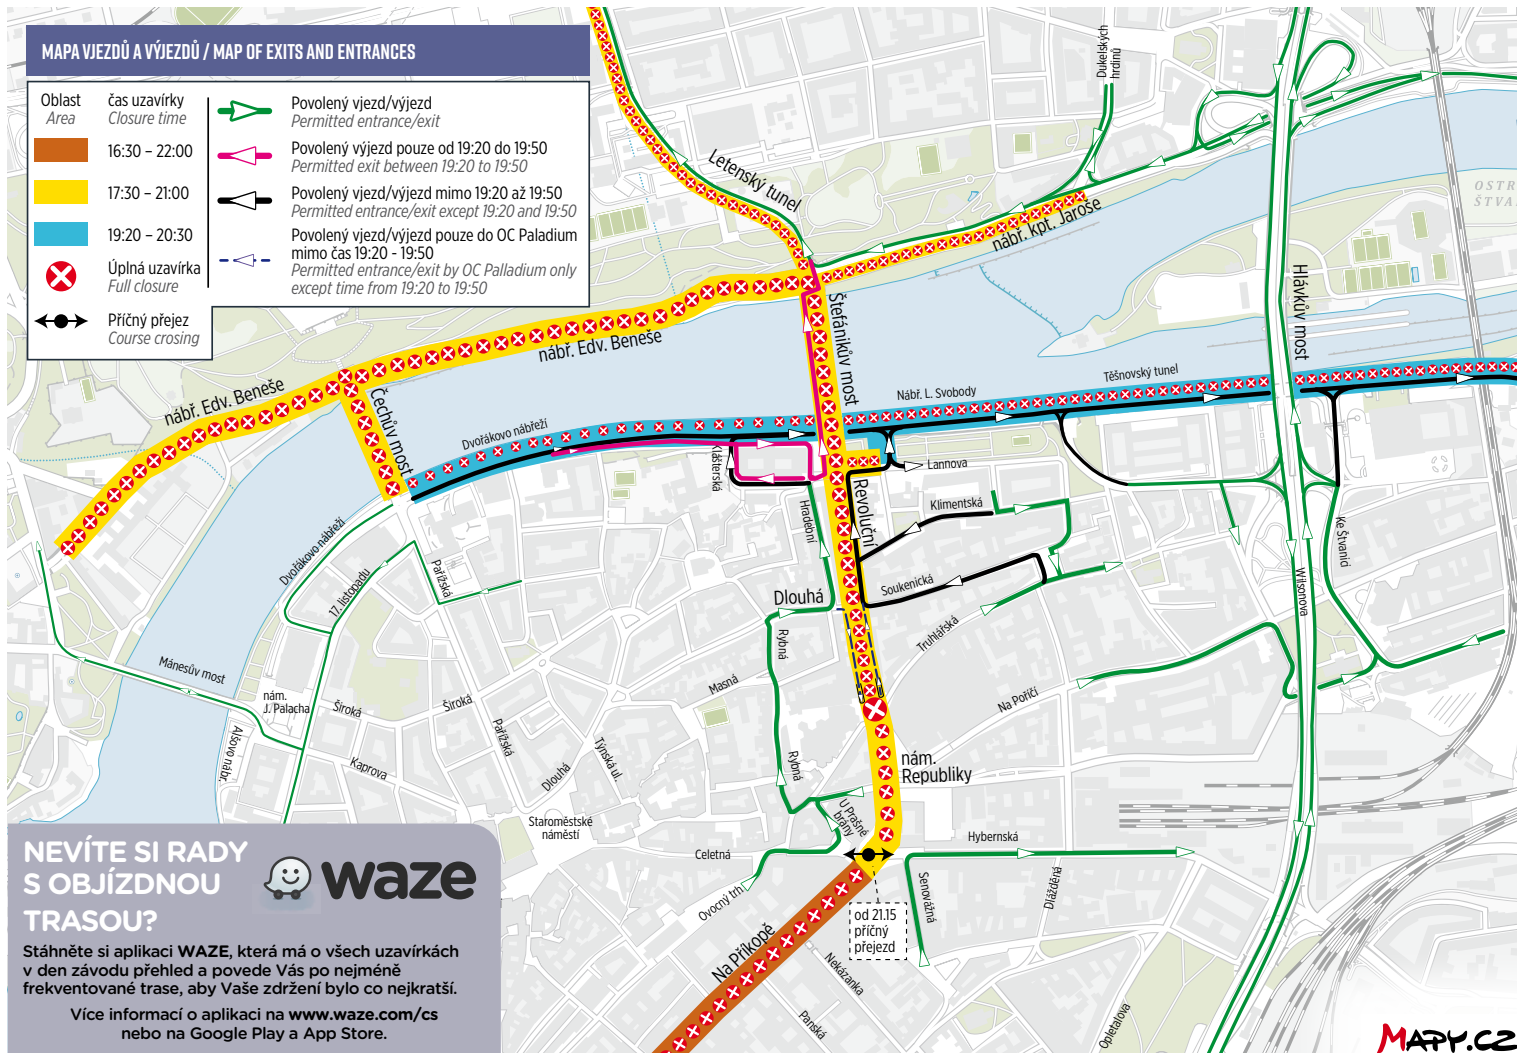 MAPA VJEZDŮ A VÝJEZDŮ / MAP OF EXITS AND ENTRANCES
Oblast
Area
čas uzavírky
Closure time
16:30 – 22:00
17:30 – 21:00
19:20 – 20:30
Úplná uzavírka
Full closure
Příčný přejez
Course crosing
Povolený vjezd/výjezd
Permitted entrance/exit
Povolený výjezd pouze od 19:20 do 19:50
Permitted exit between 19:20 to 19:50
Povolený vjezd/výjezd mimo 19:20 až 19:50
Permitted entrance/exit except 19:20 and 19:50
Povolený vjezd/výjezd pouze do OC Paladium
mimo čas 19:20 - 19:50
Permitted entrance/exit by OC Palladium only
except time from 19:20 to 19:50
Dukelských
hrdinů
Letenský tunel
nábř. kpt. Jaroše
OSTR
ŠTVA
Hlávkův most
Štefánikův most
nábř. Edv. Beneše
nábř. Edv. Beneše
Čechův most
Dvořákovo nábřeží
Nábř. L. Svobody
Těšnovský tunel
Klášterská
Lannova
Revoluční
Klimentská
Hradební
Ke Štvanici
Dvořákovo nábřeží
17. listopadu
Pařížská
Soukenická
Wilsonova
Dlouhá
Truhlářská
Rybná
Mánesův most
Masná
nám.
J. Palacha
Široká
Široká
Na Poříčí
Pařížská
Alšovo nábř.
Kaprova
Týnská ul.
Dlouhá
Rybná
nám.
Republiky
U Prašné
brány
Staroměstské
náměstí
Hybernská
Celetná
Senovážná
Dlážděná
Ovocný trh
od 21.15
příčný
přejezd
Na Příkopě
Nekázanka
Panská
Opletalova
NEVÍTE SI RADY
S OBJÍZDNOU
TRASOU?
waze
Stáhněte si aplikaci WAZE, která má o všech uzavírkách
v den závodu přehled a povede Vás po nejméně
frekventované trase, aby Vaše zdržení bylo co nejkratší.
Více informací o aplikaci na www.waze.com/cs
nebo na Google Play a App Store.
MAPY.CZ